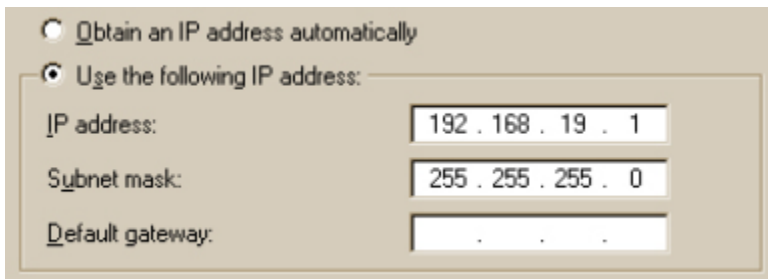 Obtain an IP address automatically
Use the following IP address:
IP address: 192 . 168 . 19 . 1
Subnet mask: 255 . 255 . 255 . 0
Default gateway: . . .